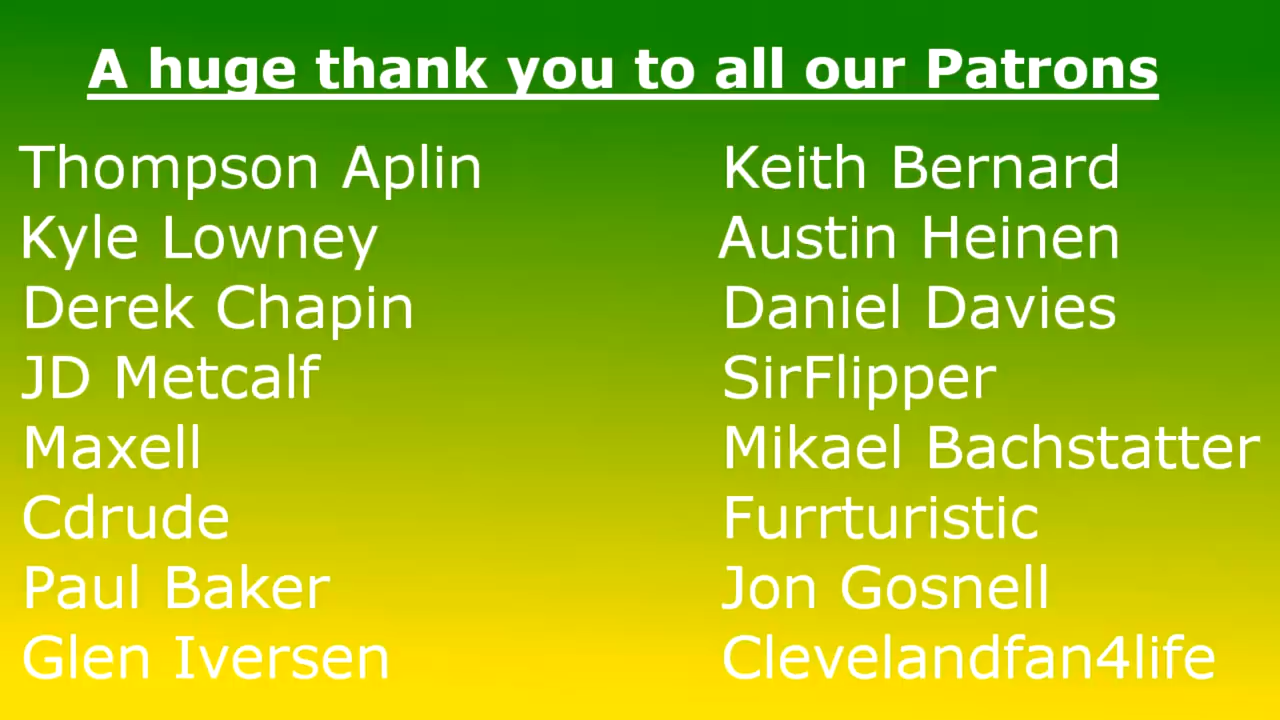 A huge thank you to all our Patrons
Thompson Aplin
Kyle Lowney
Derek Chapin
JD Metcalf
Maxell
Cdrude
Paul Baker
Glen Iversen
Keith Bernard
Austin Heinen
Daniel Davies
SirFlipper
Mikael Bachstatter
Furrturistic
Jon Gosnell
Clevelandfan4life